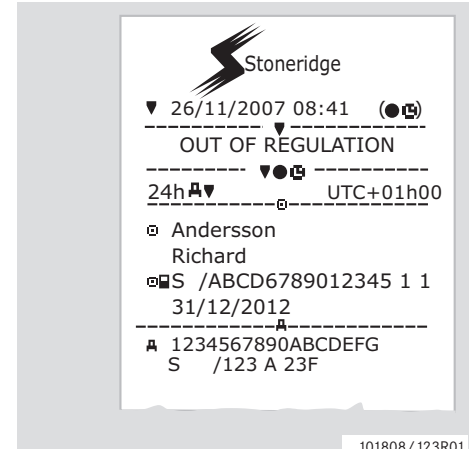 Stoneridge
▼ 26/11/2007 08:41 (●◷)
OUT OF REGULATION
24h UTC+01h00
Andersson
Richard
S /ABCD6789012345 1 1
31/12/2012
1234567890ABCDEFG
S /123 A 23F
101808/123R01